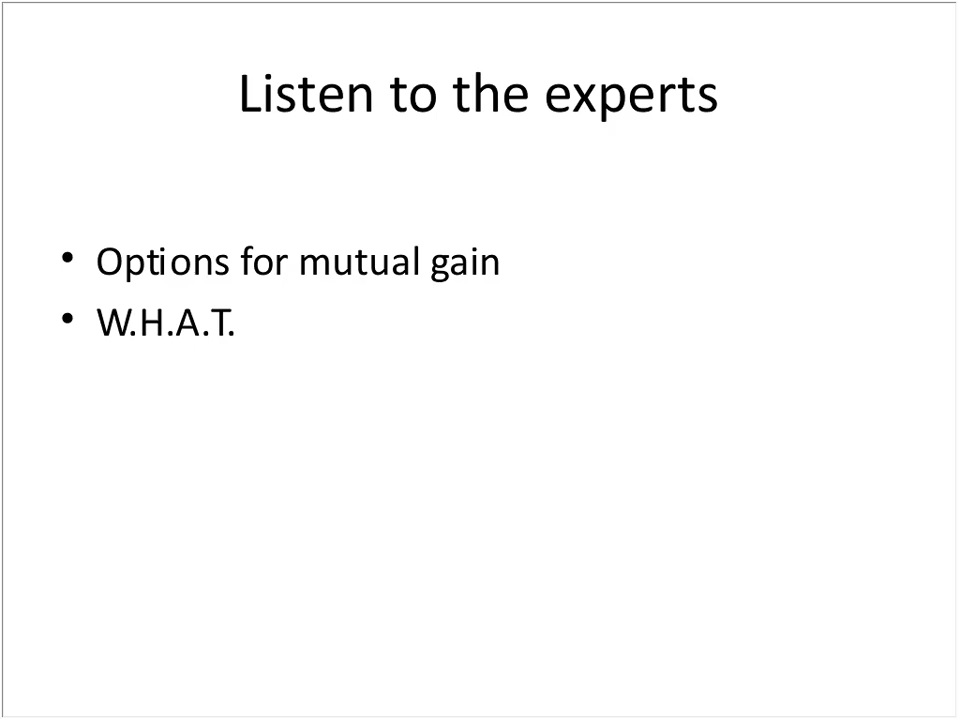 Listen to the experts
• Options for mutual gain
• W.H.A.T.